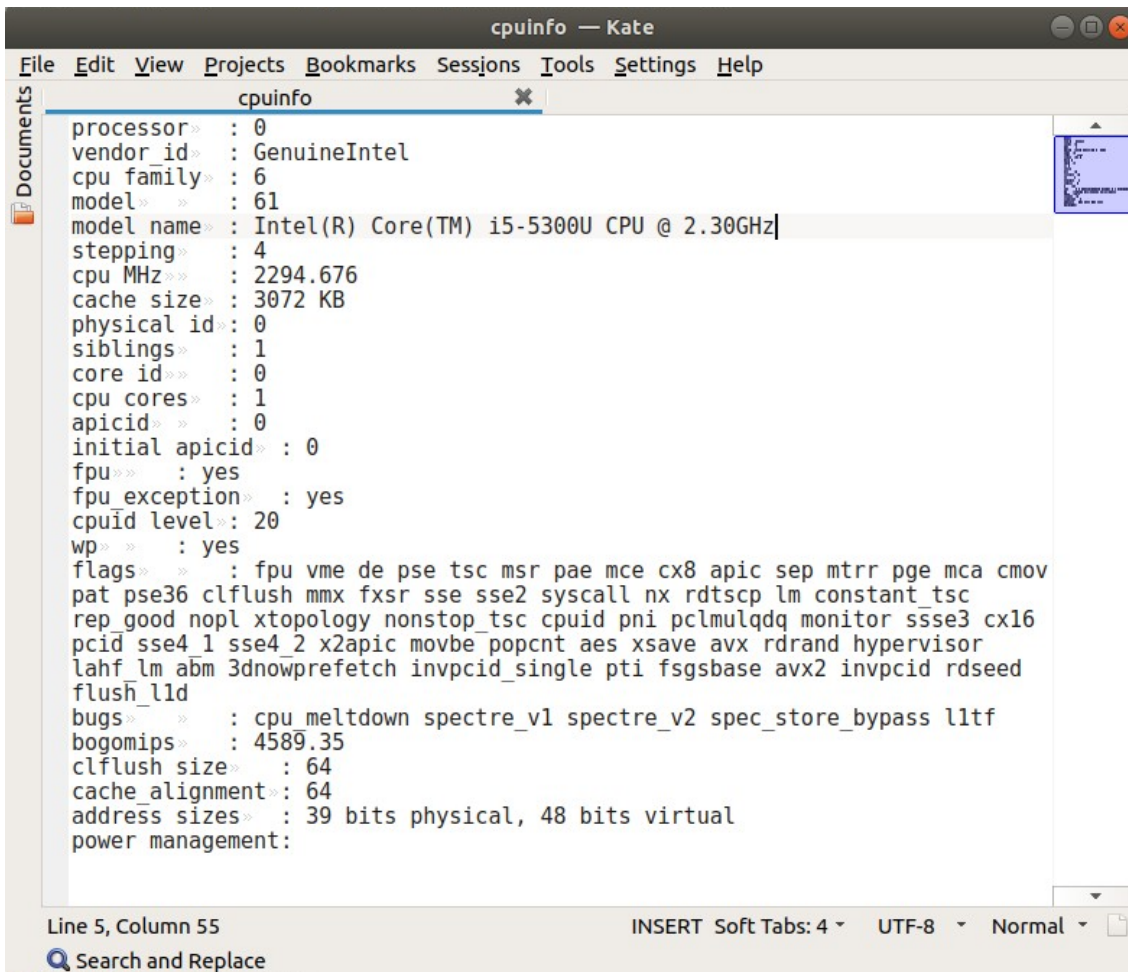 cpuinfo — Kate
File Edit View Projects Bookmarks Sessions Tools Settings Help
cpuinfo
Documents
processor» : 0
vendor_id» : GenuineIntel
cpu family» : 6
model» » : 61
model name» : Intel(R) Core(TM) i5-5300U CPU @ 2.30GHz
stepping» : 4
cpu MHz»» : 2294.676
cache size» : 3072 KB
physical id»: 0
siblings» : 1
core id»» : 0
cpu cores» : 1
apicid» » : 0
initial apicid» : 0
fpu»» : yes
fpu_exception» : yes
cpuid level»: 20
wp» » : yes
flags» » : fpu vme de pse tsc msr pae mce cx8 apic sep mtrr pge mca cmov
pat pse36 clflush mmx fxsr sse sse2 syscall nx rdtscp lm constant_tsc
rep_good nopl xtopology nonstop_tsc cpuid pni pclmulqdq monitor ssse3 cx16
pcid sse4_1 sse4_2 x2apic movbe popcnt aes xsave avx rdrand hypervisor
lahf_lm abm 3dnowprefetch invpcid_single pti fsgsbase avx2 invpcid rdseed
flush_l1d
bugs» » : cpu_meltdown spectre_v1 spectre_v2 spec_store_bypass l1tf
bogomips» : 4589.35
clflush size» : 64
cache_alignment»: 64
address sizes» : 39 bits physical, 48 bits virtual
power management:
Line 5, Column 55 INSERT Soft Tabs: 4 UTF-8 Normal
Search and Replace